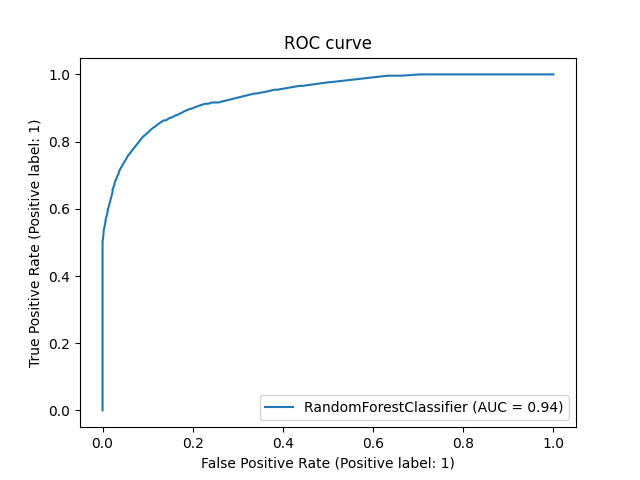 ROC curve
1.0
0.8
0.6
0.4
0.2
0.0
True Positive Rate (Positive label: 1)
RandomForestClassifier (AUC = 0.94)
0.0 0.2 0.4 0.6 0.8 1.0
False Positive Rate (Positive label: 1)